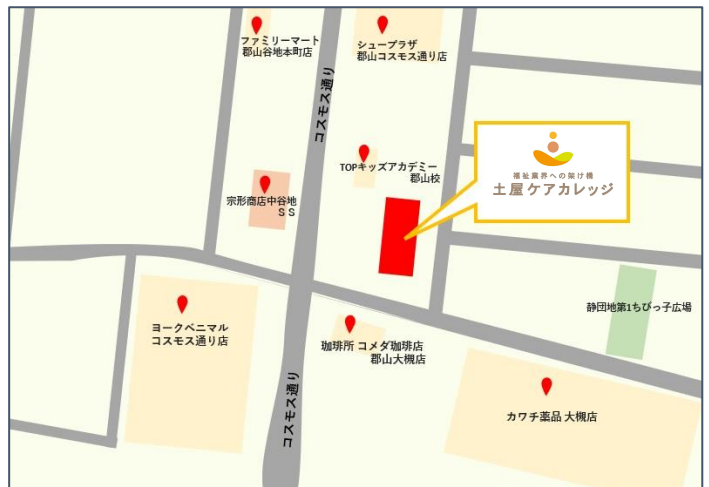 ファミリーマート
郡山谷地本町店
シュープラザ
郡山コスモス通り店
コスモス通り
TOPキッズアカデミー
郡山校
福祉業界への架け橋
土屋ケアカレッジ
宗形商店中谷地
ＳＳ
静団地第1ちびっ子広場
ヨークベニマル
コスモス通り店
珈琲所 コメダ珈琲店
郡山大槻店
コスモス通り
カワチ薬品 大槻店